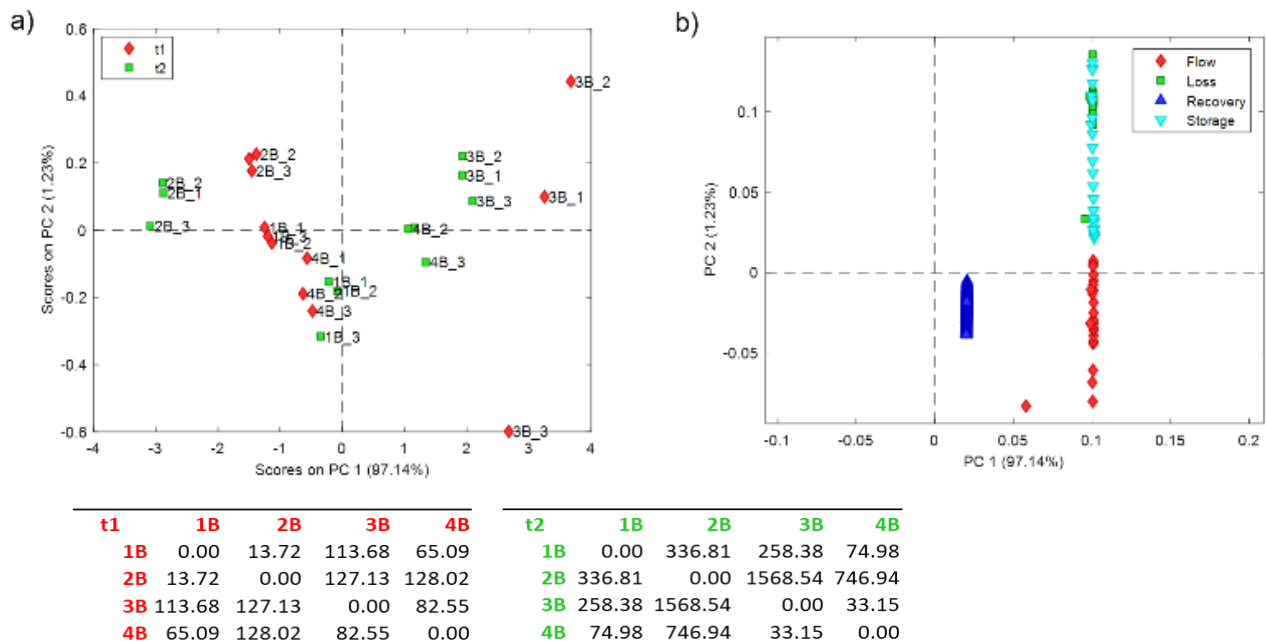 a)
b)
0.6
0.4
0.2
0
-0.2
-0.4
-0.6
Scores on PC 2 (1.23%)
t1
t2
3B_2
2B_2
2B_3
3B_2
3B_1
3B_3
3B_1
2B_2
2B_1
2B_3
1B_1
1B_3
1B_2
4B_2
4B_1
4B_3
1B_1
1B_2
4B_2
4B_3
1B_3
3B_3
-4 -3 -2 -1 0 1 2 3 4
Scores on PC 1 (97.14%)
Flow
Loss
Recovery
Storage
0.1
0.05
0
-0.05
PC 2 (1.23%)
-0.1 -0.05 0 0.05 0.1 0.15 0.2
PC 1 (97.14%)
t1 1B 2B 3B 4B
1B 0.00 13.72 113.68 65.09
2B 13.72 0.00 127.13 128.02
3B 113.68 127.13 0.00 82.55
4B 65.09 128.02 82.55 0.00
t2 1B 2B 3B 4B
1B 0.00 336.81 258.38 74.98
2B 336.81 0.00 1568.54 746.94
3B 258.38 1568.54 0.00 33.15
4B 74.98 746.94 33.15 0.00